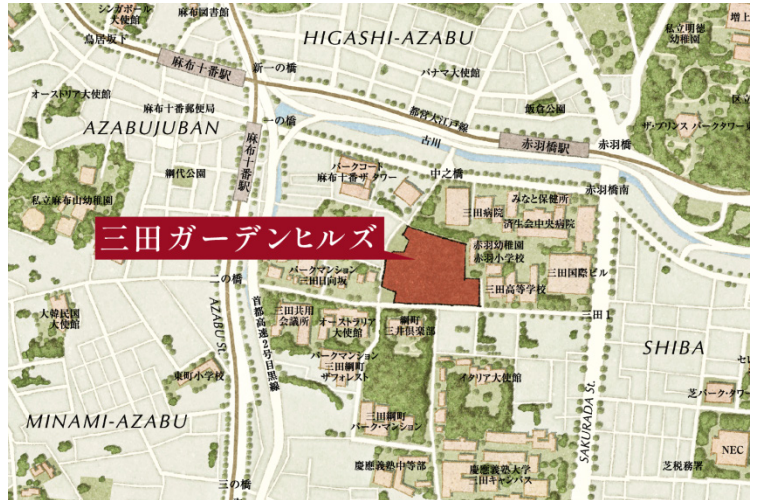 シンガポール
大使館
麻布図書館
鳥居坂下
麻布十番駅
新一の橋
HIGASHI-AZABU
パナマ大使館
私立明徳
幼稚園
増上
オーストリア大使館
麻布十番郵便局
AZABUJUBAN
一の橋
都営大江戸線
飯倉公園
区立
ザ・プリンス パークタワー東
古川
赤羽橋駅
赤羽橋
麻布十番駅
網代公園
パークコート
麻布十番ザ タワー
中之橋
赤羽橋南
私立麻布山幼稚園
みなと保健所
三田病院
済生会中央病院
三田ガーデンヒルズ
赤羽幼稚園
赤羽小学校
二の橋
パークマンション
三田日向坂
三田国際ビル
三田高等学校
大韓民国
大使館
AZABU St.
首都高速2号目黒線
三田共用
会議所
オーストラリア
大使館
綱町
三井倶楽部
三田1
SHIBA
パークマンション
三田綱町
ザ フォレスト
東町小学校
イタリア大使館
セレ
芝パーク・タワー
MINAMI-AZABU
三田綱町
パーク・マンション
SAKURADA St.
NEC
慶應義塾中等部
慶應義塾大学
三田キャンパス
芝税務署
三の橋